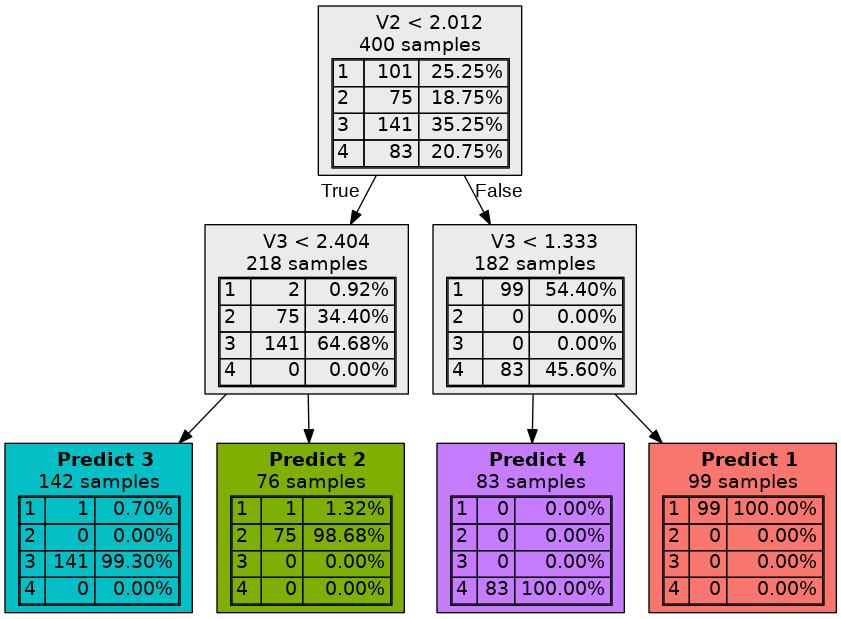 V2 < 2.012
400 samples
1 101 25.25%
2 75 18.75%
3 141 35.25%
4 83 20.75%
True
False
V3 < 2.404
218 samples
1 2 0.92%
2 75 34.40%
3 141 64.68%
4 0 0.00%
V3 < 1.333
182 samples
1 99 54.40%
2 0 0.00%
3 0 0.00%
4 83 45.60%
Predict 3
142 samples
1 1 0.70%
2 0 0.00%
3 141 99.30%
4 0 0.00%
Predict 2
76 samples
1 1 1.32%
2 75 98.68%
3 0 0.00%
4 0 0.00%
Predict 4
83 samples
1 0 0.00%
2 0 0.00%
3 0 0.00%
4 83 100.00%
Predict 1
99 samples
1 99 100.00%
2 0 0.00%
3 0 0.00%
4 0 0.00%